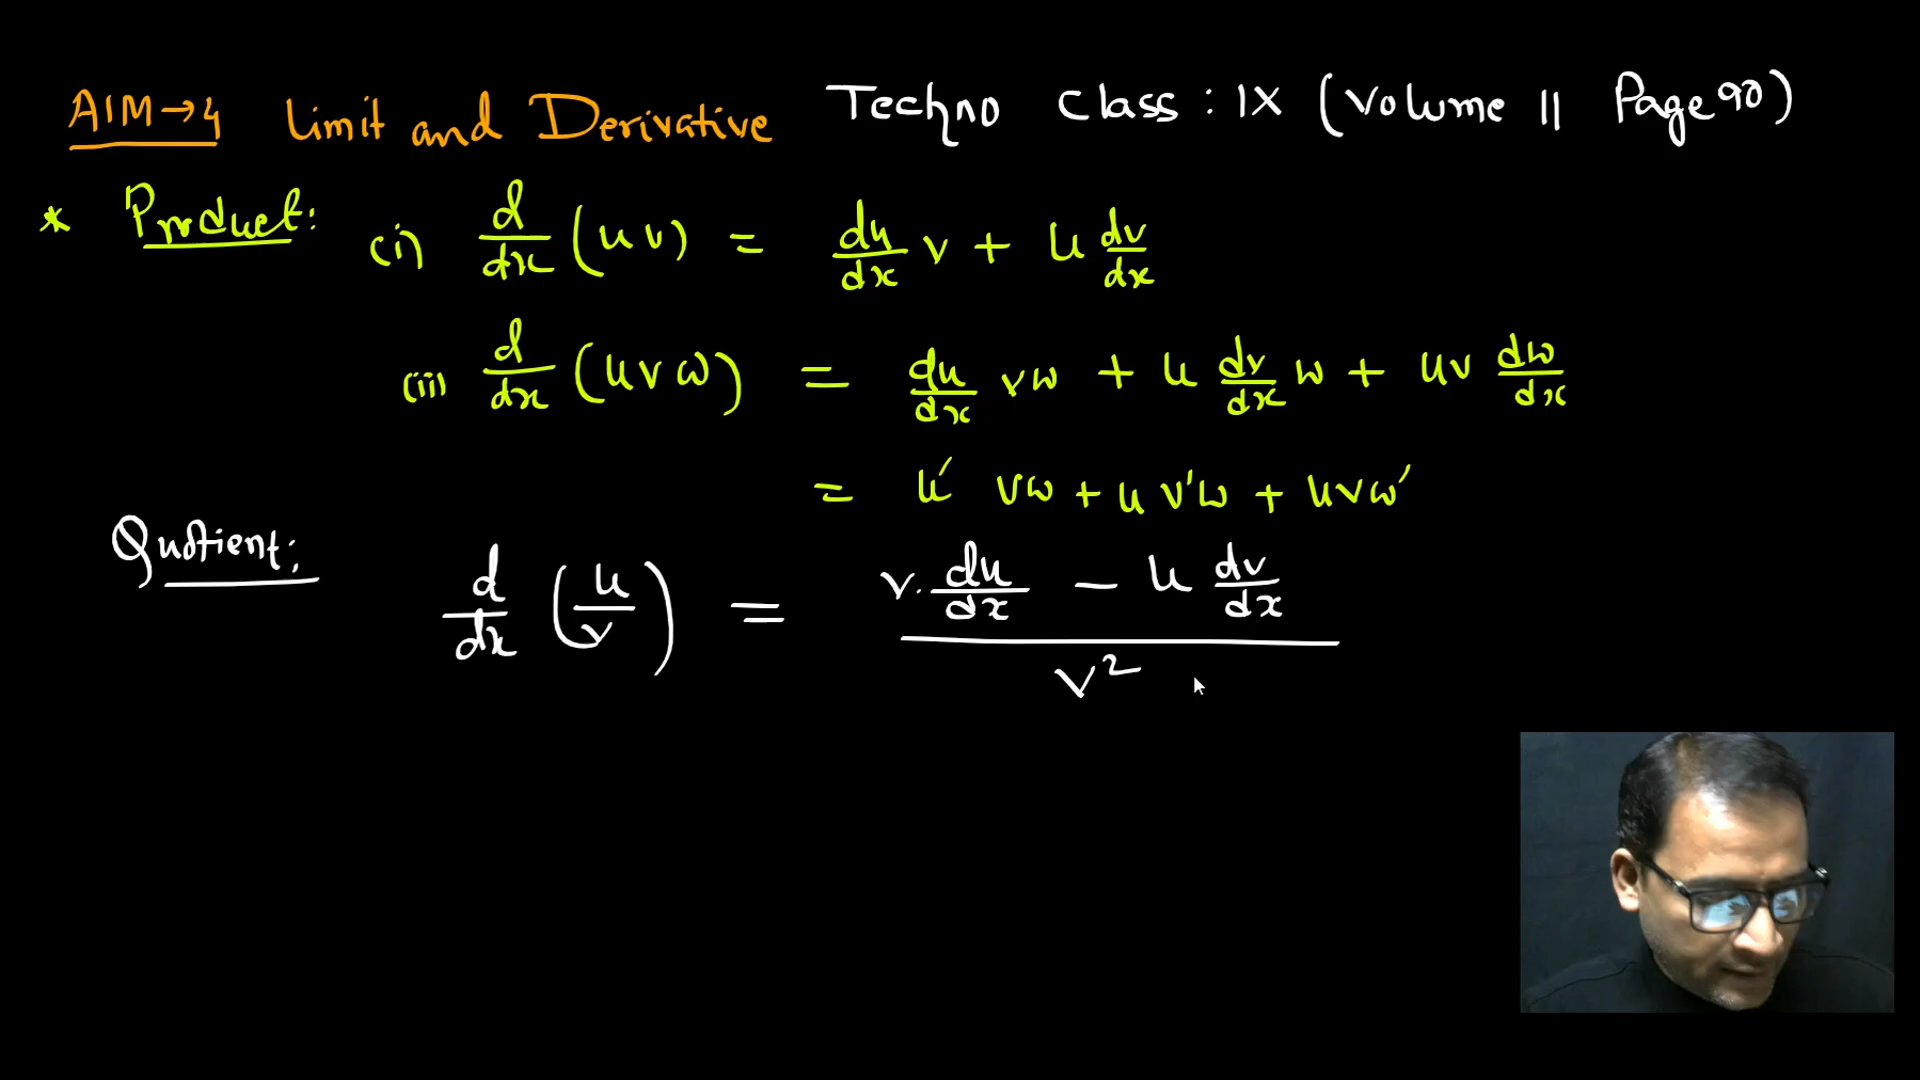 AIM→4 Limit and Derivative Techno Class: IX (Volume II Page 90)
* Product: (i) d/dx (uv) = du/dx v + u dv/dx
(ii) d/dx (uvw) = du/dx vw + u dv/dx w + uv dw/dx
= u' vw + u v'w + uvw'
Quotient: d/dx (u/v) = (v. du/dx − u dv/dx)/v²